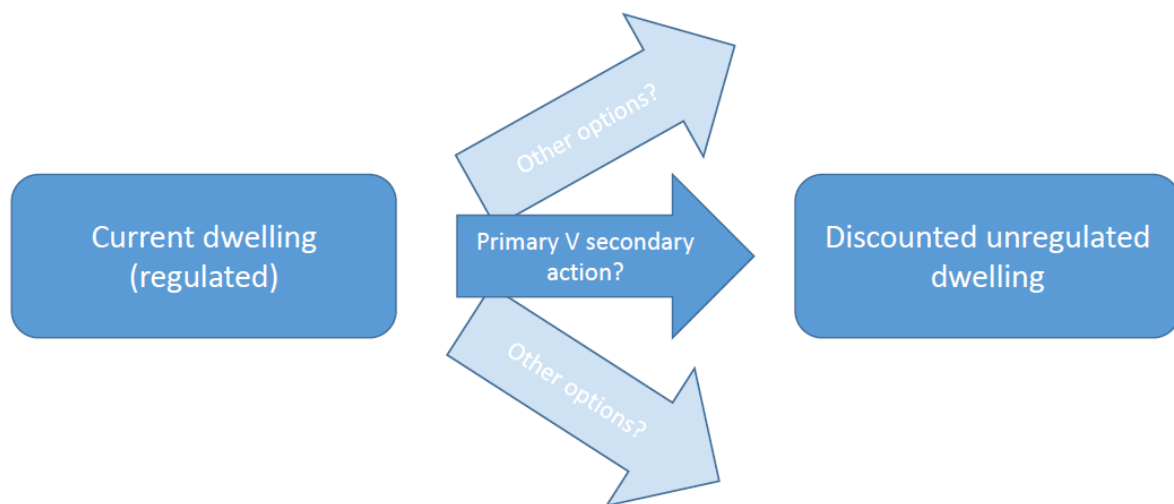 Other options?
Current dwelling
(regulated)
Primary V secondary
action?
Discounted unregulated
dwelling
Other options?